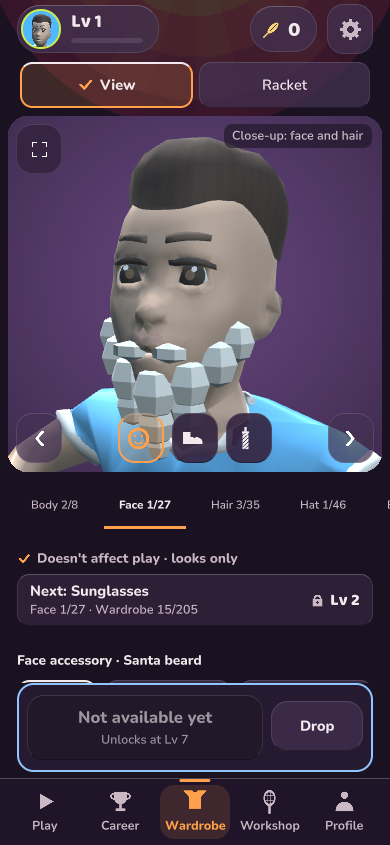 Lv 1
0
View
Racket
Close-up: face and hair
Body 2/8
Face 1/27
Hair 3/35
Hat 1/46
Doesn't affect play · looks only
Next: Sunglasses
Face 1/27 · Wardrobe 15/205
Lv 2
Face accessory · Santa beard
Not available yet
Unlocks at Lv 7
Drop
Play
Career
Wardrobe
Workshop
Profile